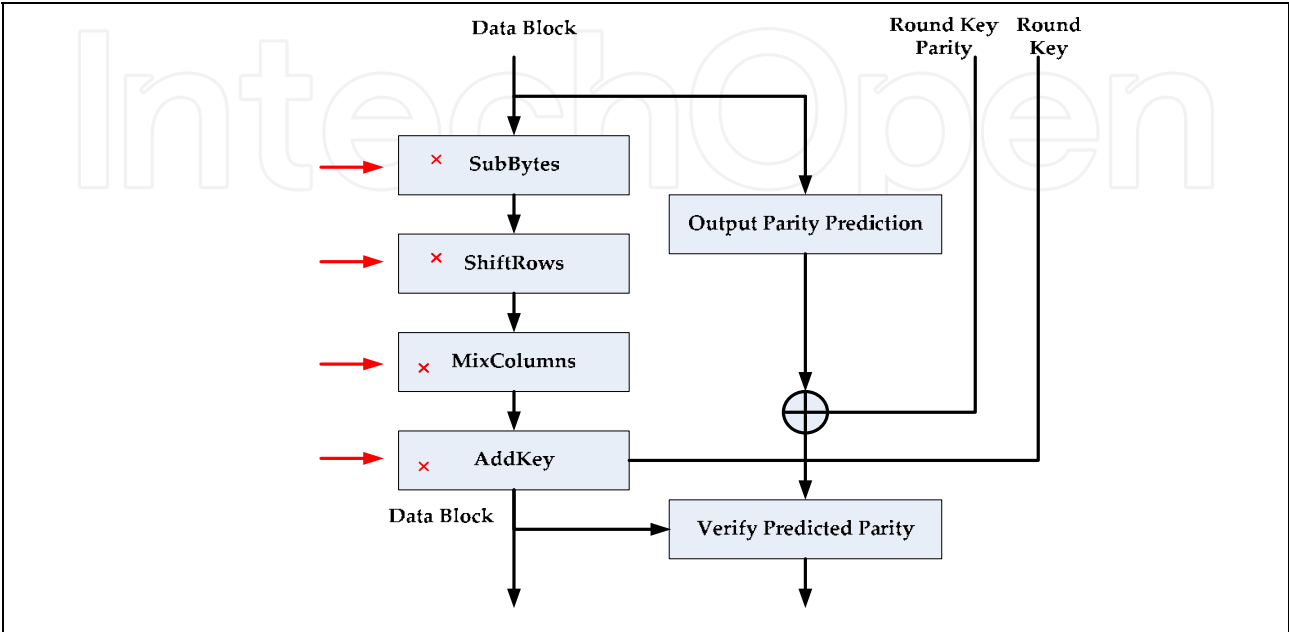 IntechOpen
Data Block
Round Key
Parity
Round
Key
SubBytes
Output Parity Prediction
ShiftRows
MixColumns
AddKey
Data Block
Verify Predicted Parity